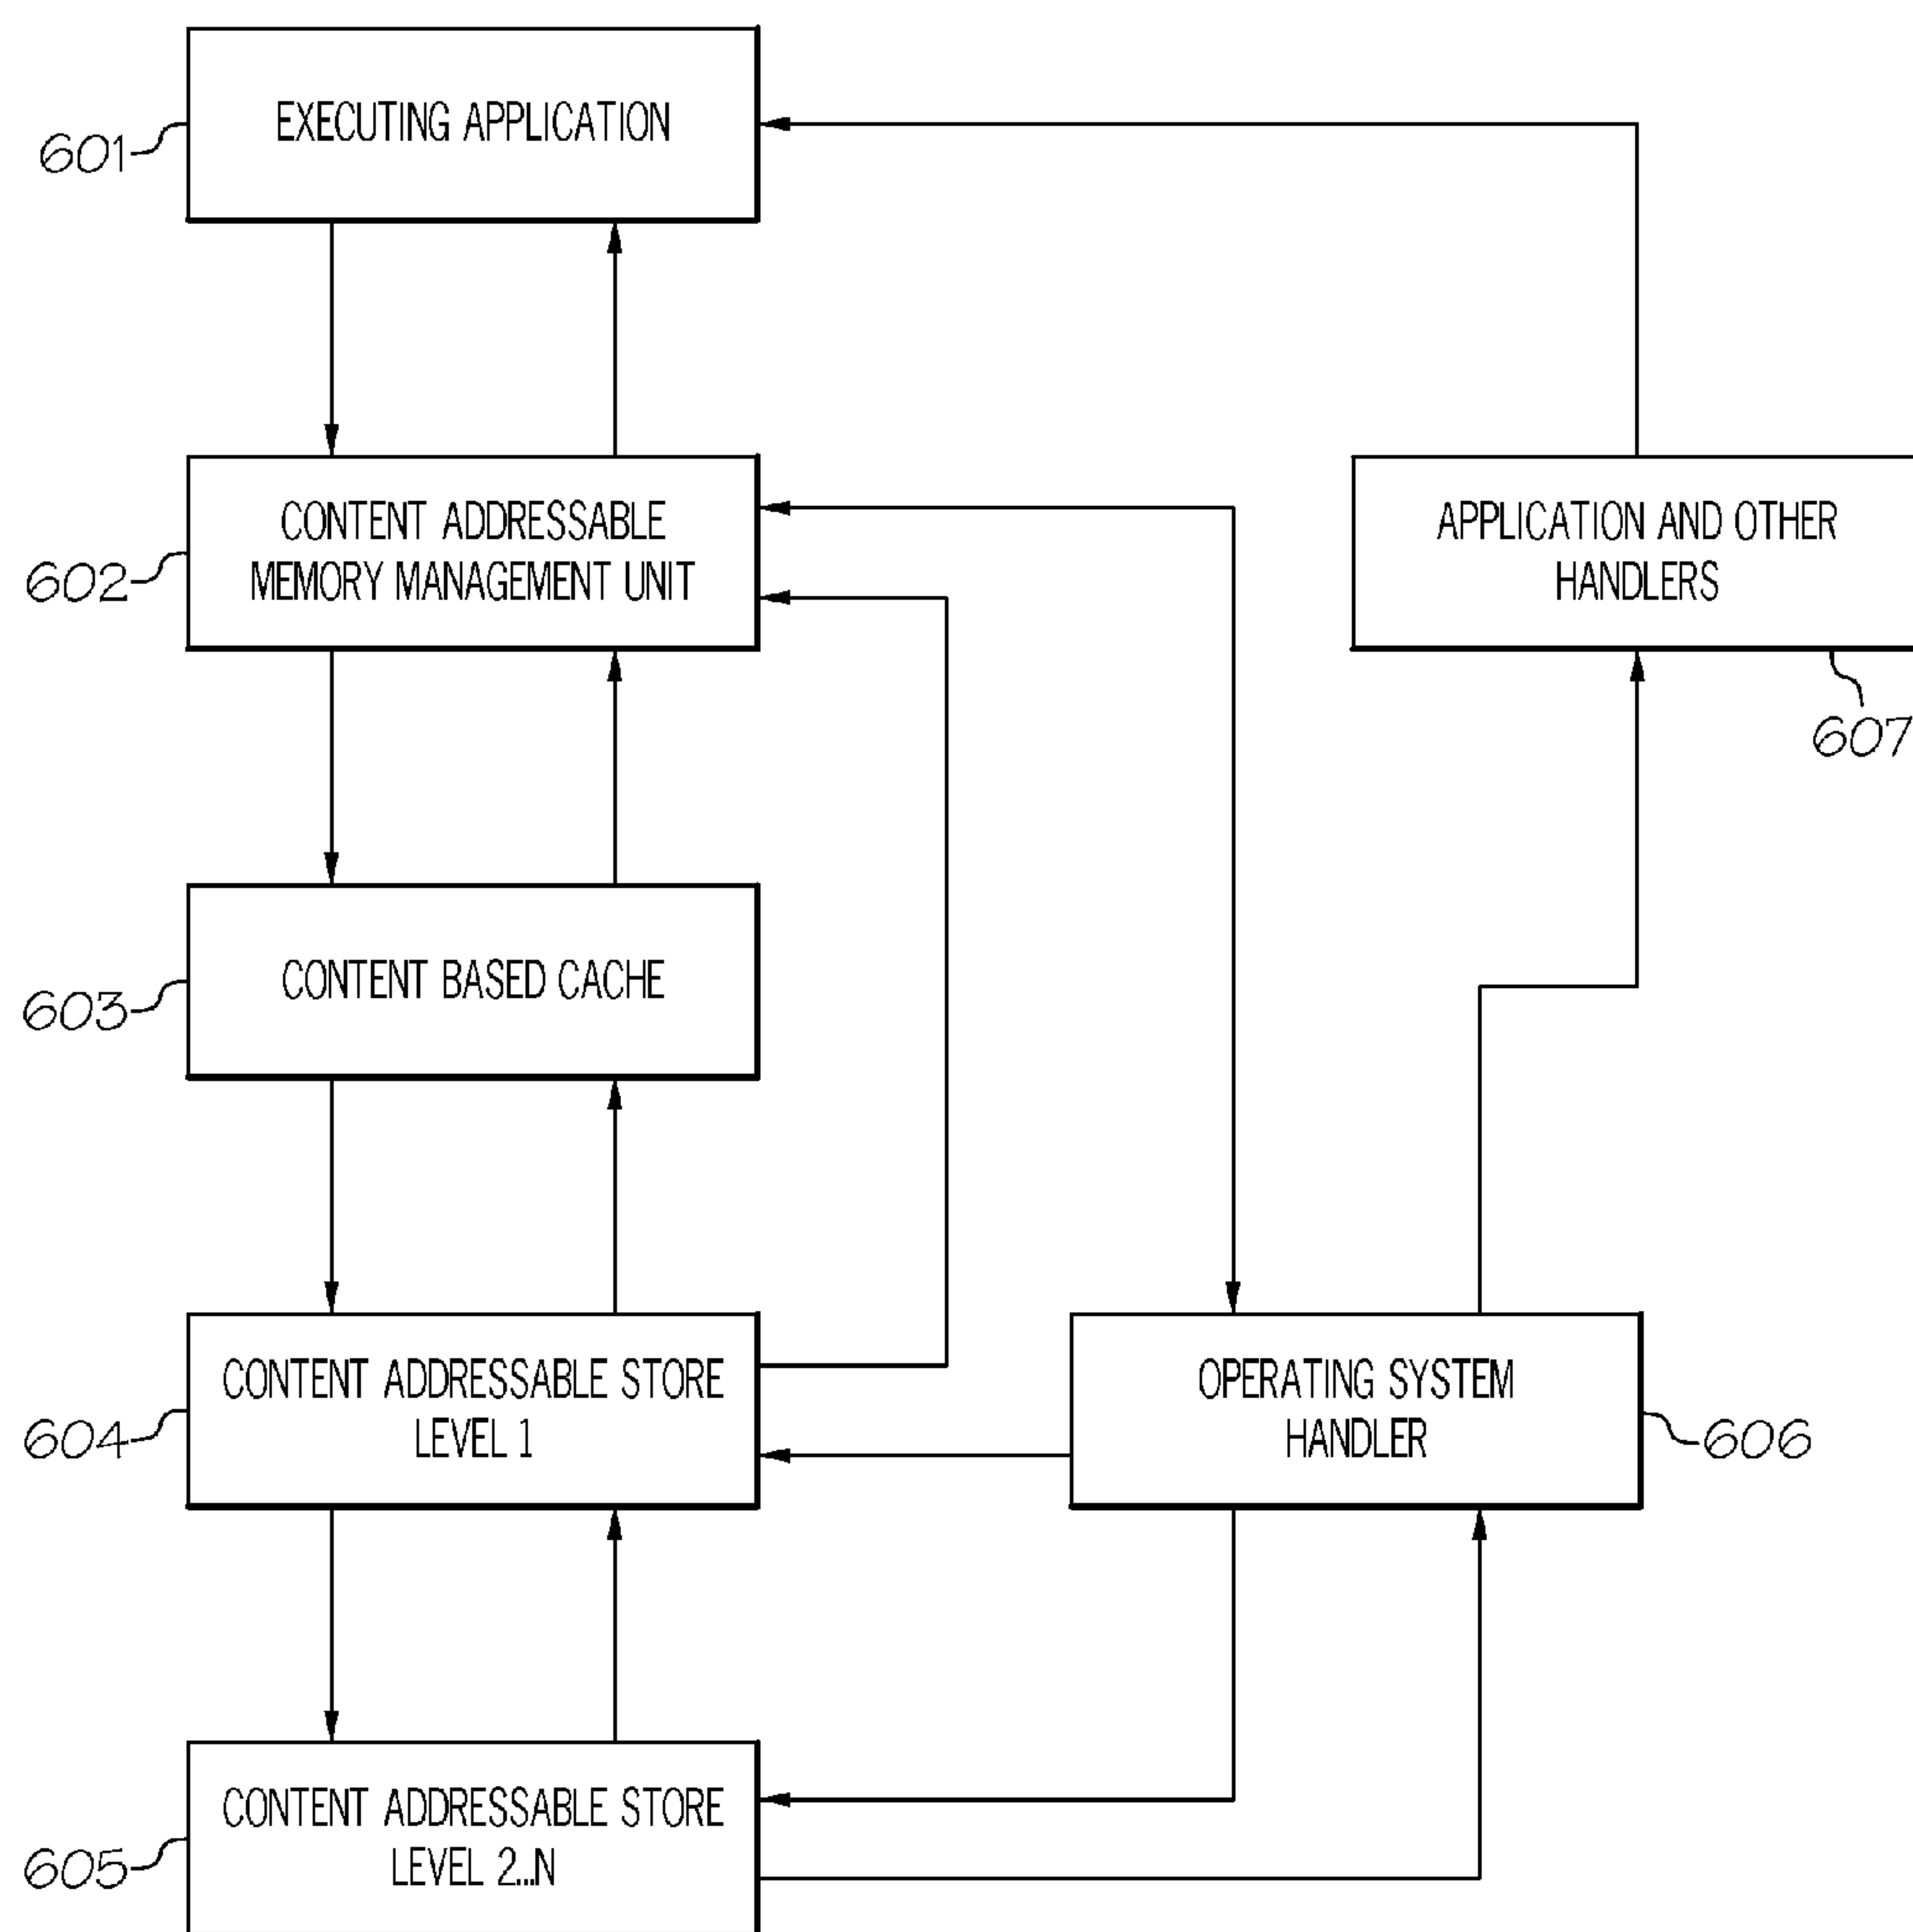 EXECUTING APPLICATION
601
CONTENT ADDRESSABLE
MEMORY MANAGEMENT UNIT
602
APPLICATION AND OTHER
HANDLERS
607
CONTENT BASED CACHE
603
CONTENT ADDRESSABLE STORE
LEVEL 1
604
OPERATING SYSTEM
HANDLER
606
CONTENT ADDRESSABLE STORE
LEVEL 2...N
605